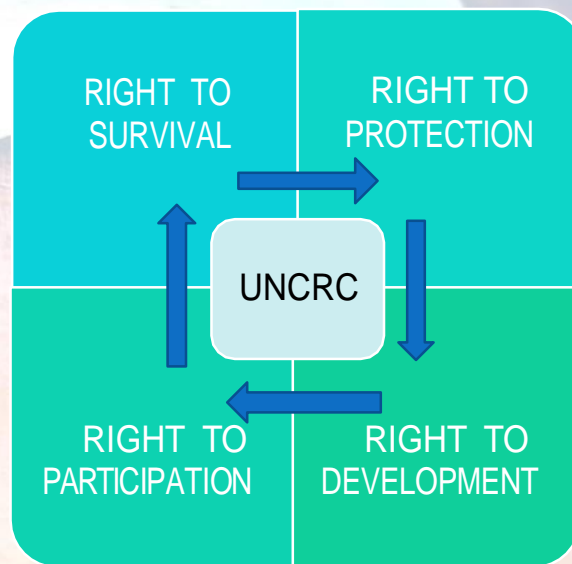 RIGHT TO
SURVIVAL
RIGHT TO
PROTECTION
UNCRC
RIGHT TO
PARTICIPATION
RIGHT TO
DEVELOPMENT